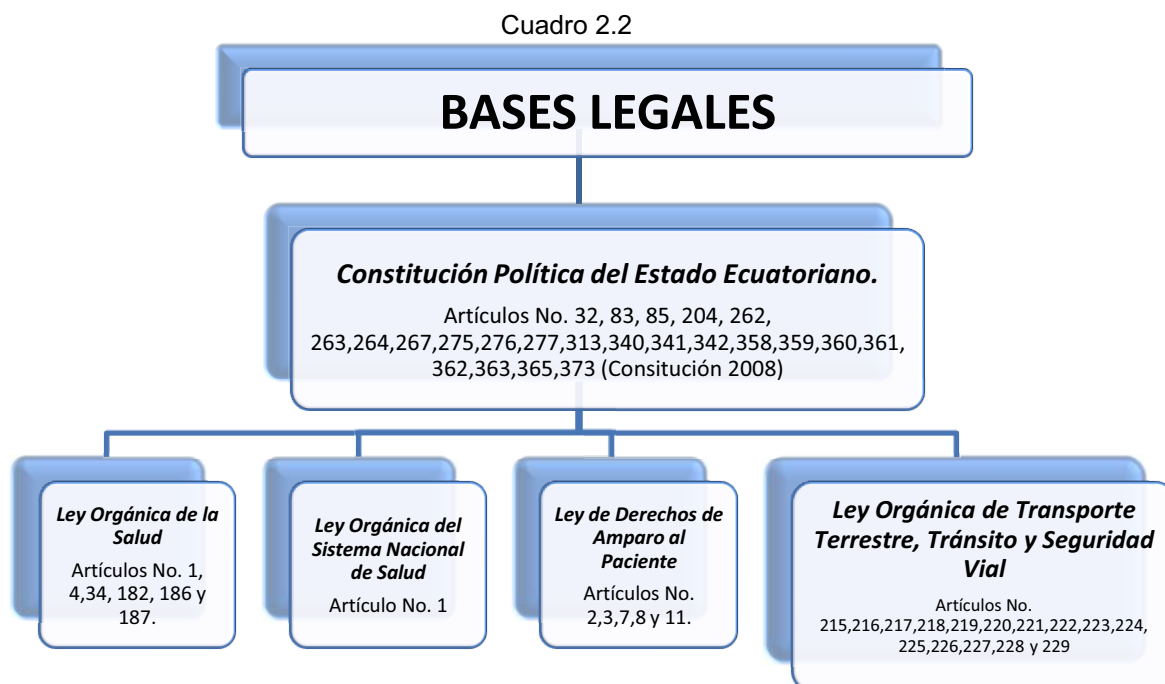 Cuadro 2.2
BASES LEGALES
Constitución Política del Estado Ecuatoriano.
Artículos No. 32, 83, 85, 204, 262,
263,264,267,275,276,277,313,340,341,342,358,359,360,361,
362,363,365,373 (Consitución 2008)
Ley Orgánica de la
Salud
Artículos No. 1,
4,34, 182, 186 y
187.
Ley Orgánica del
Sistema Nacional
de Salud
Artículo No. 1
Ley de Derechos de
Amparo al
Paciente
Artículos No.
2,3,7,8 y 11.
Ley Orgánica de Transporte
Terrestre, Tránsito y Seguridad
Vial
Artículos No.
215,216,217,218,219,220,221,222,223,224,
225,226,227,228 y 229